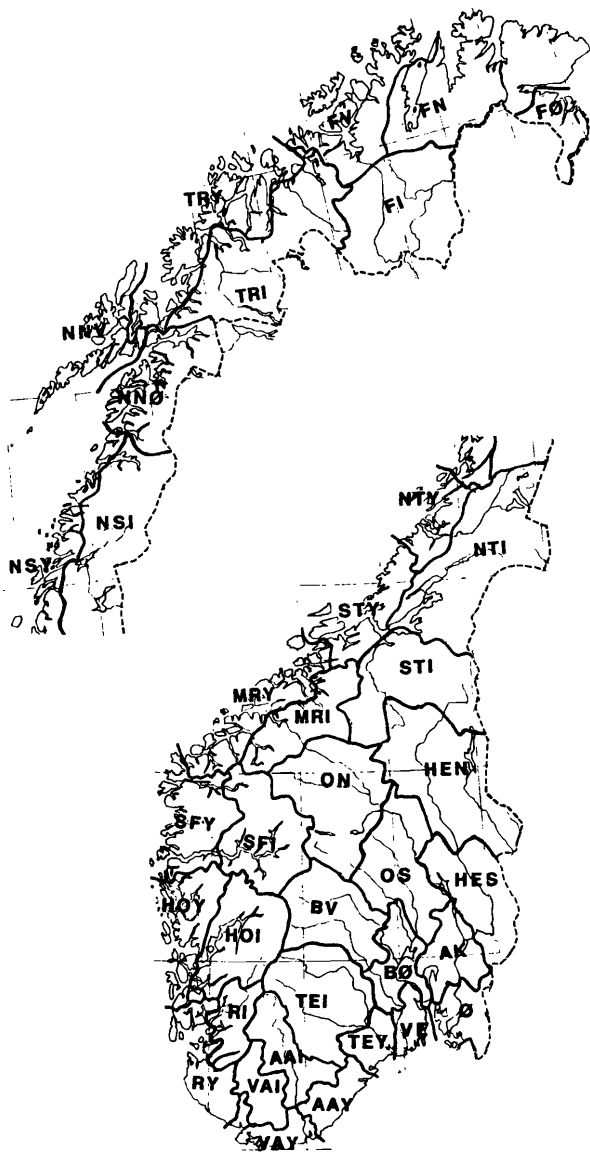 FV
FN
FØ
TRY
FI
TRI
NNY
NNØ
NTY
NSI
NTI
NSY
STY
STI
MRY
MRI
HEN
ON
SFY
SFI
OS
HES
HOY
BV
HOI
AK
BØ
TEI
RI
Ø
VE
TEY
AAI
RY
VAI
AAY
VAY